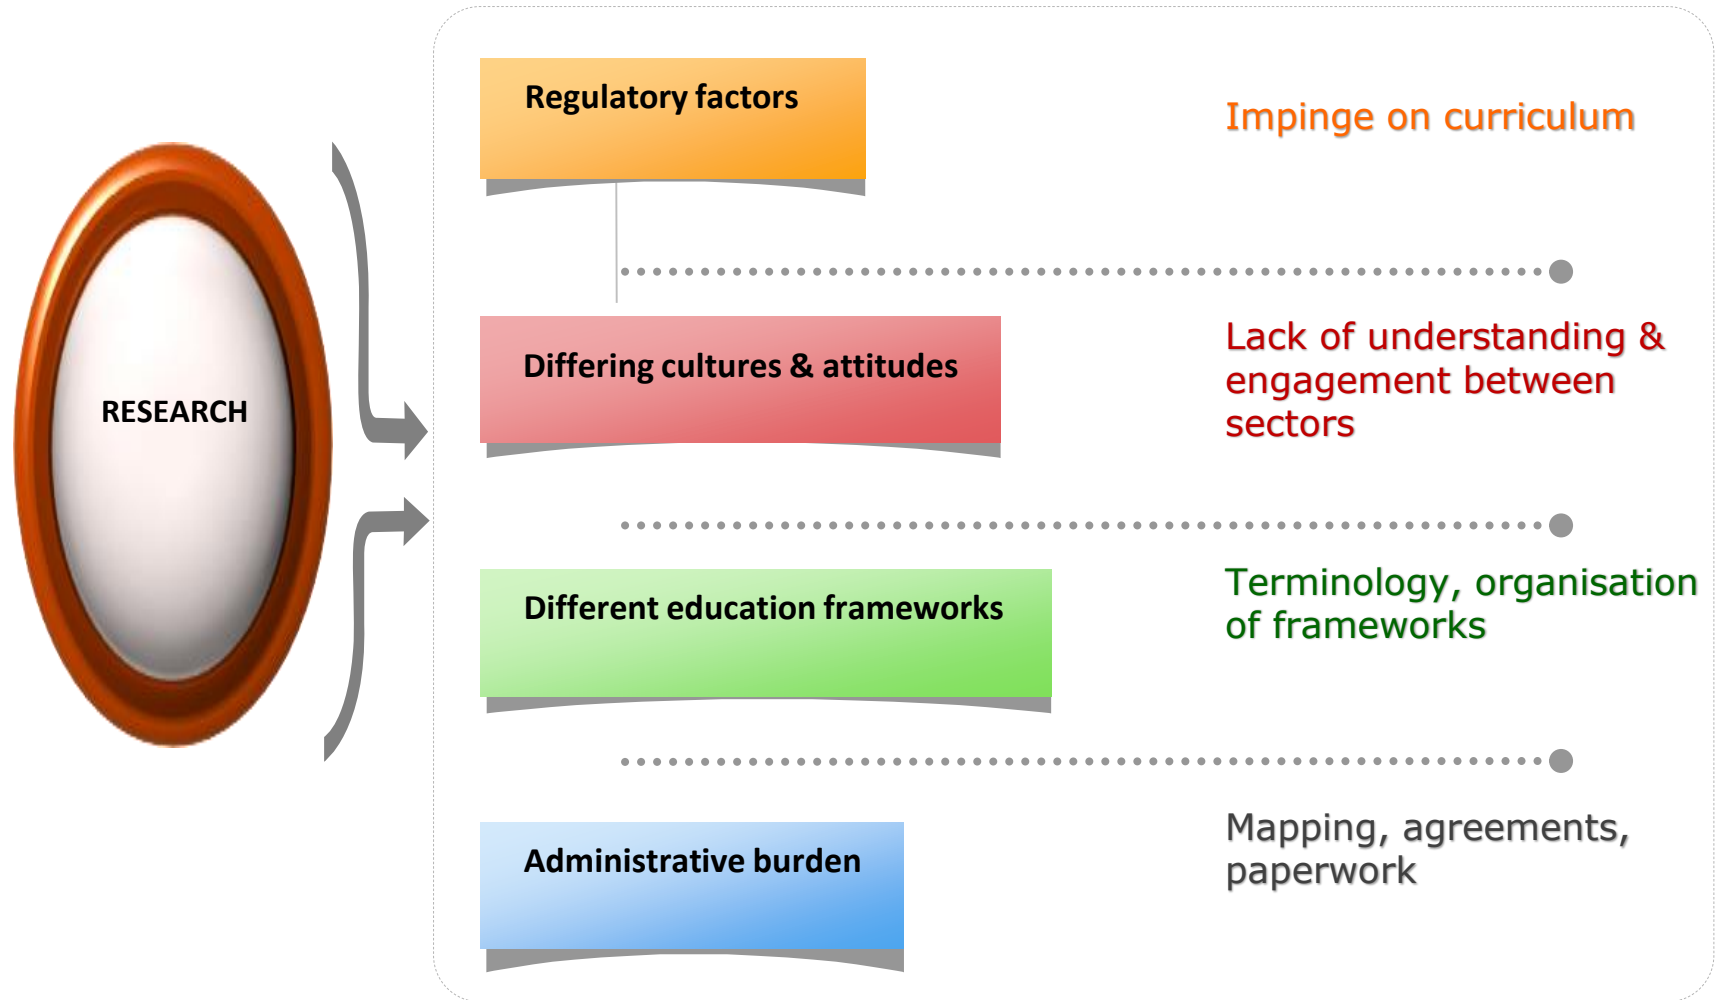 RESEARCH
Regulatory factors
Impinge on curriculum
Differing cultures & attitudes
Lack of understanding &
engagement between
sectors
Different education frameworks
Terminology, organisation
of frameworks
Administrative burden
Mapping, agreements,
paperwork